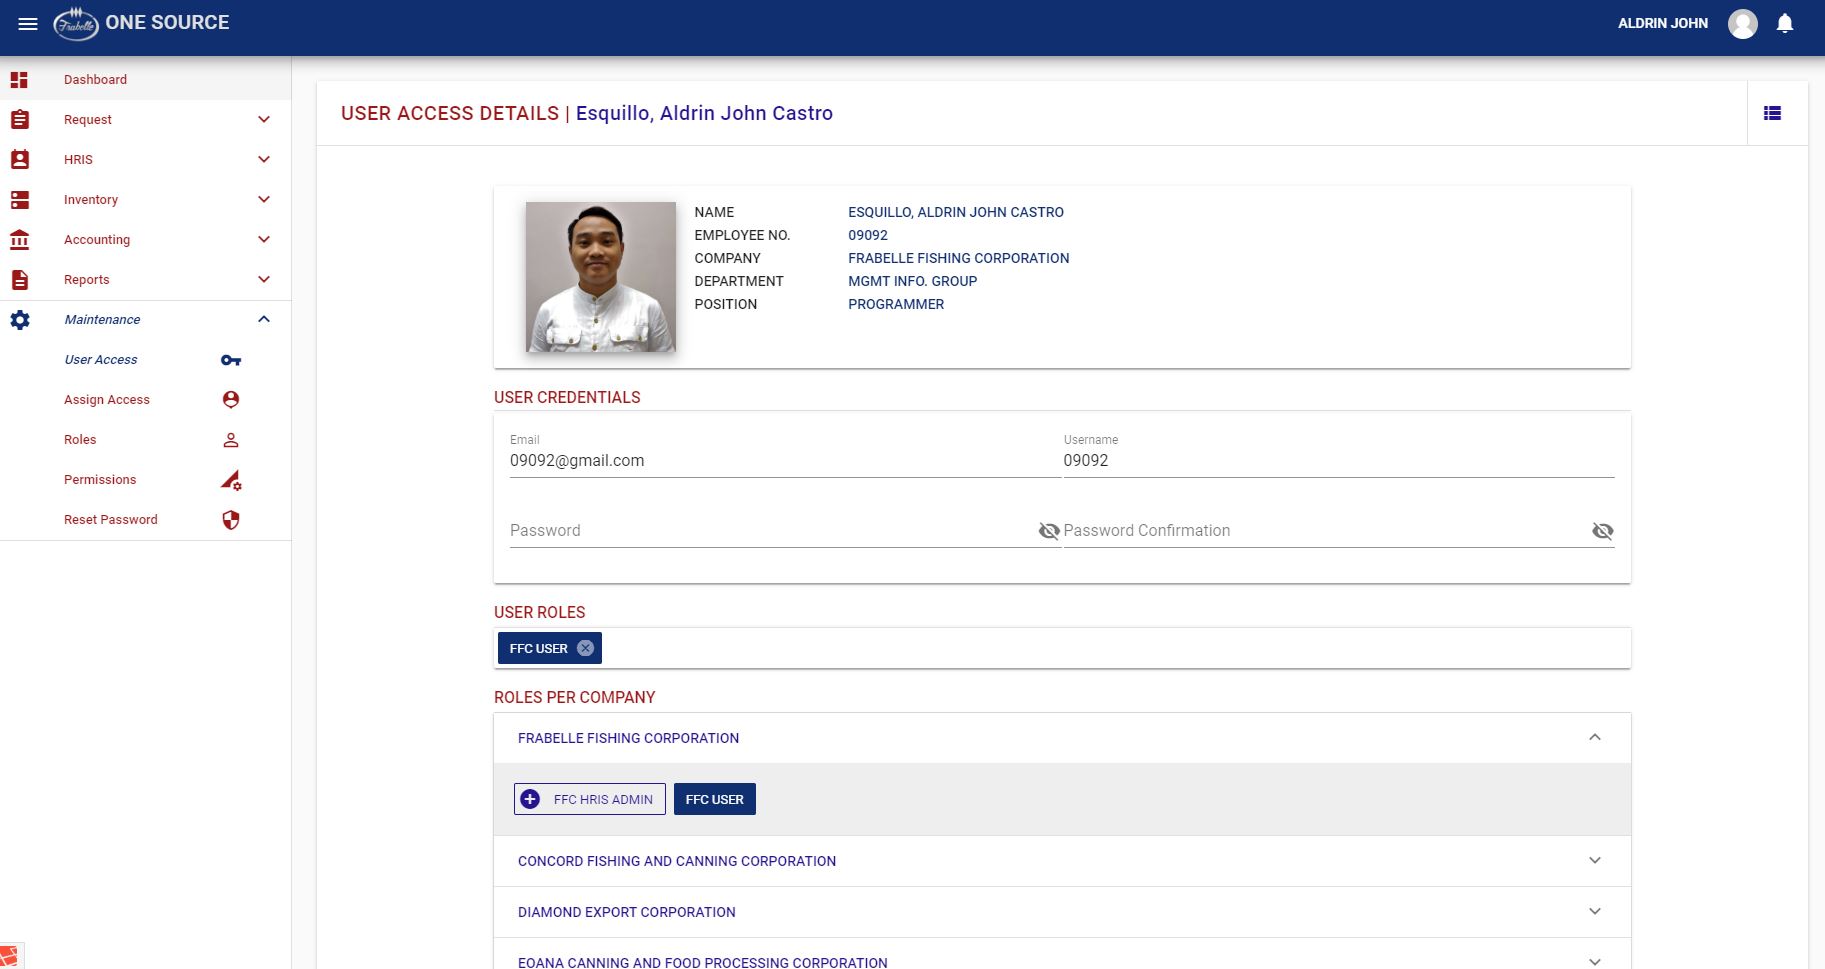 Frabelle ONE SOURCE
ALDRIN JOHN
Dashboard
Request
HRIS
Inventory
Accounting
Reports
Maintenance
User Access
Assign Access
Roles
Permissions
Reset Password
USER ACCESS DETAILS | Esquillo, Aldrin John Castro
NAME ESQUILLO, ALDRIN JOHN CASTRO
EMPLOYEE NO. 09092
COMPANY FRABELLE FISHING CORPORATION
DEPARTMENT MGMT INFO. GROUP
POSITION PROGRAMMER
USER CREDENTIALS
Email Username
09092@gmail.com 09092
Password Password Confirmation
USER ROLES
FFC USER
ROLES PER COMPANY
FRABELLE FISHING CORPORATION
FFC HRIS ADMIN FFC USER
CONCORD FISHING AND CANNING CORPORATION
DIAMOND EXPORT CORPORATION
EOANA CANNING AND FOOD PROCESSING CORPORATION